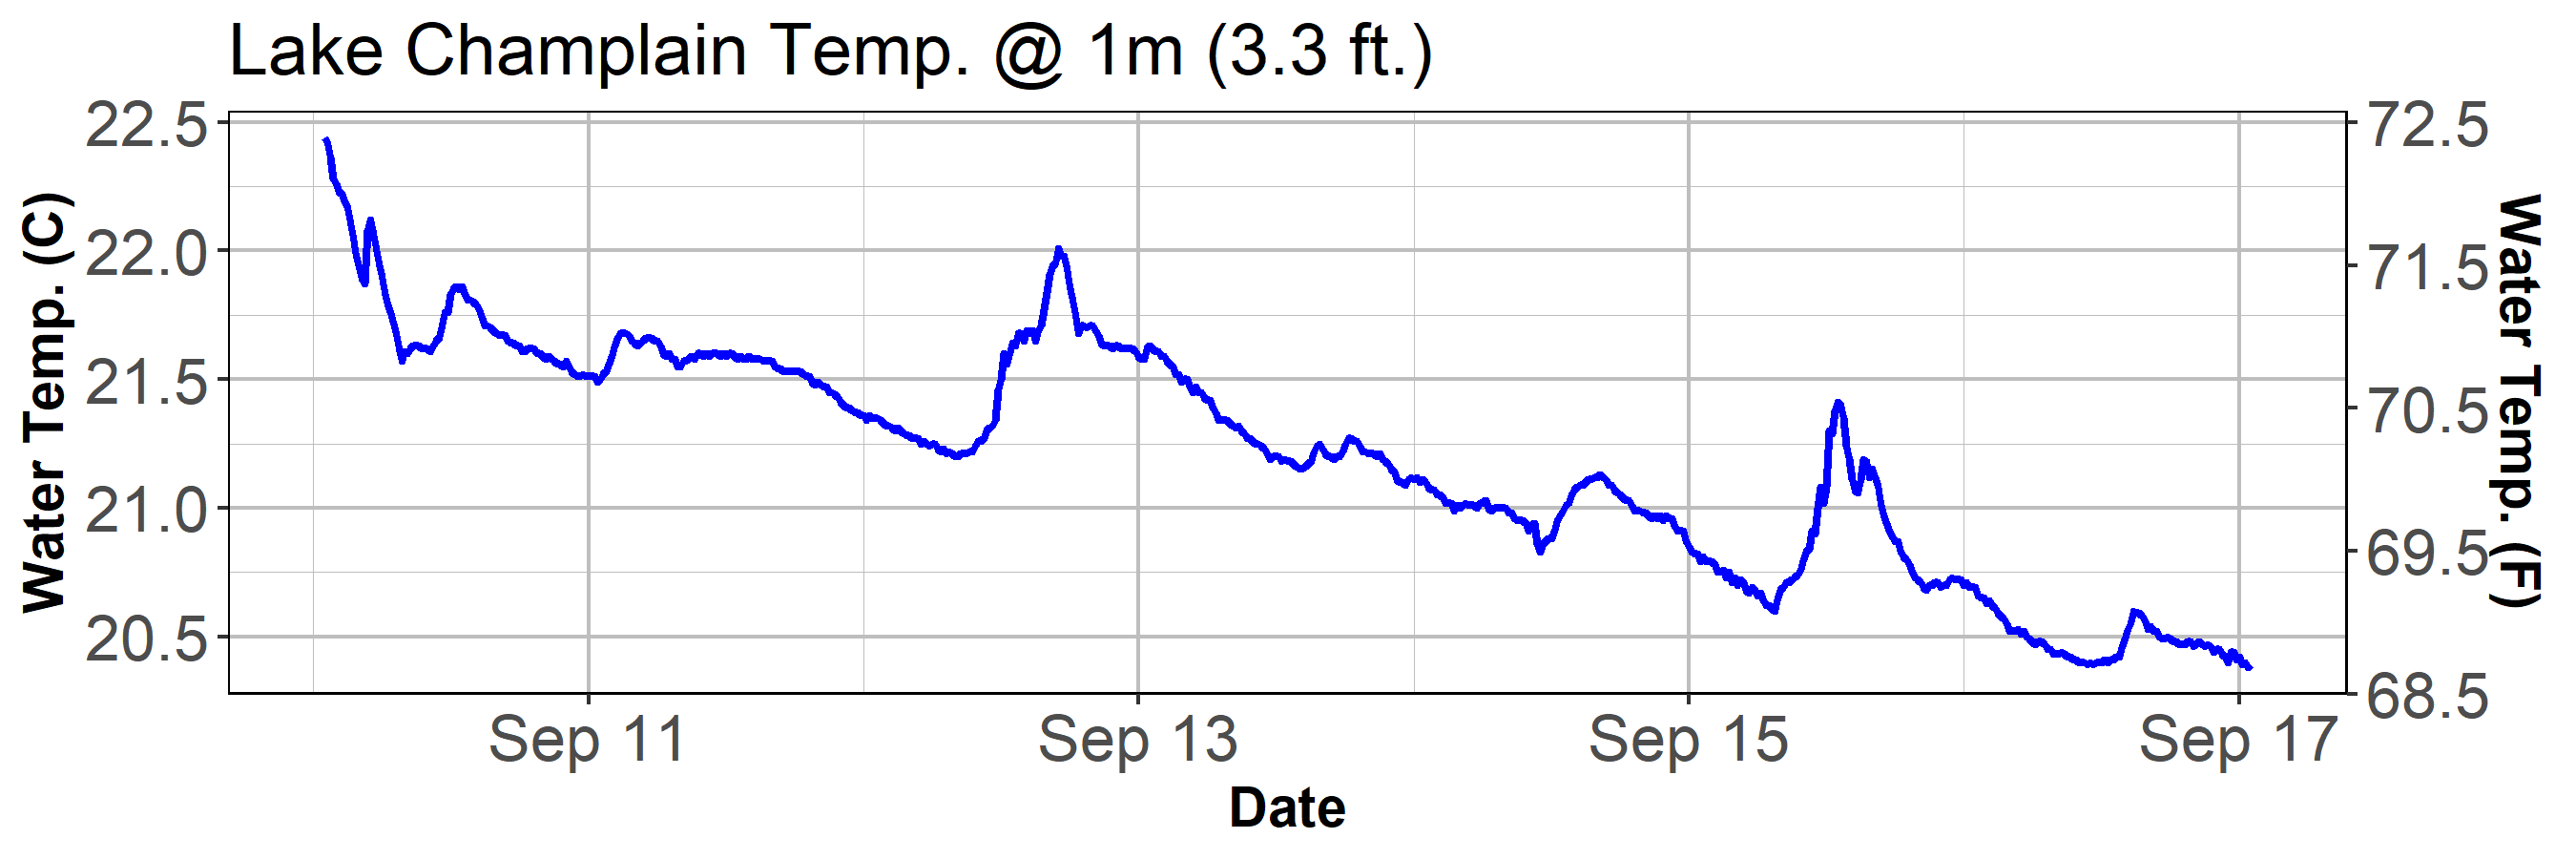 Lake Champlain Temp. @ 1m (3.3 ft.)
Water Temp. (C)
22.5
22.0
21.5
21.0
20.5
72.5
71.5
70.5
69.5
68.5
Water Temp. (F)
Sep 11 Sep 13 Sep 15 Sep 17
Date